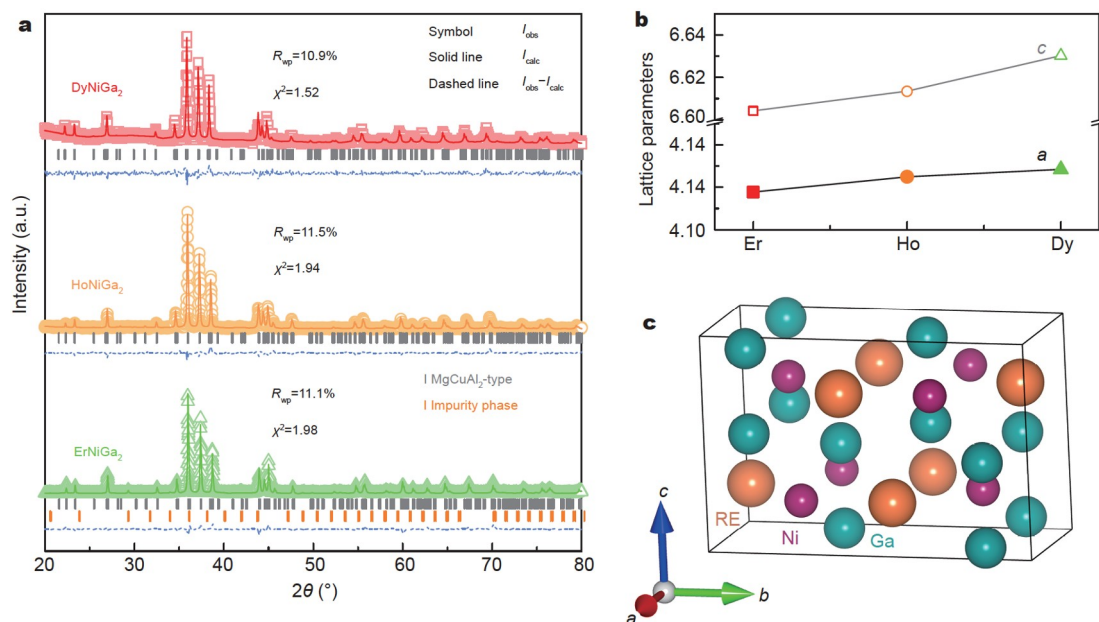 a
DyNiGa2
Rwp=10.9%
χ2=1.52
Symbol Iobs
Solid line Icalc
Dashed line Iobs−Icalc
HoNiGa2
Rwp=11.5%
χ2=1.94
ErNiGa2
Rwp=11.1%
χ2=1.98
I MgCuAl2-type
I Impurity phase
Intensity (a.u.)
20 30 40 50 60 70 80
2θ (°)
b
6.64
6.62
6.60
4.14
4.14
4.10
Lattice parameters
c
a
Er Ho Dy
c
RE
Ni
Ga
c
b
a